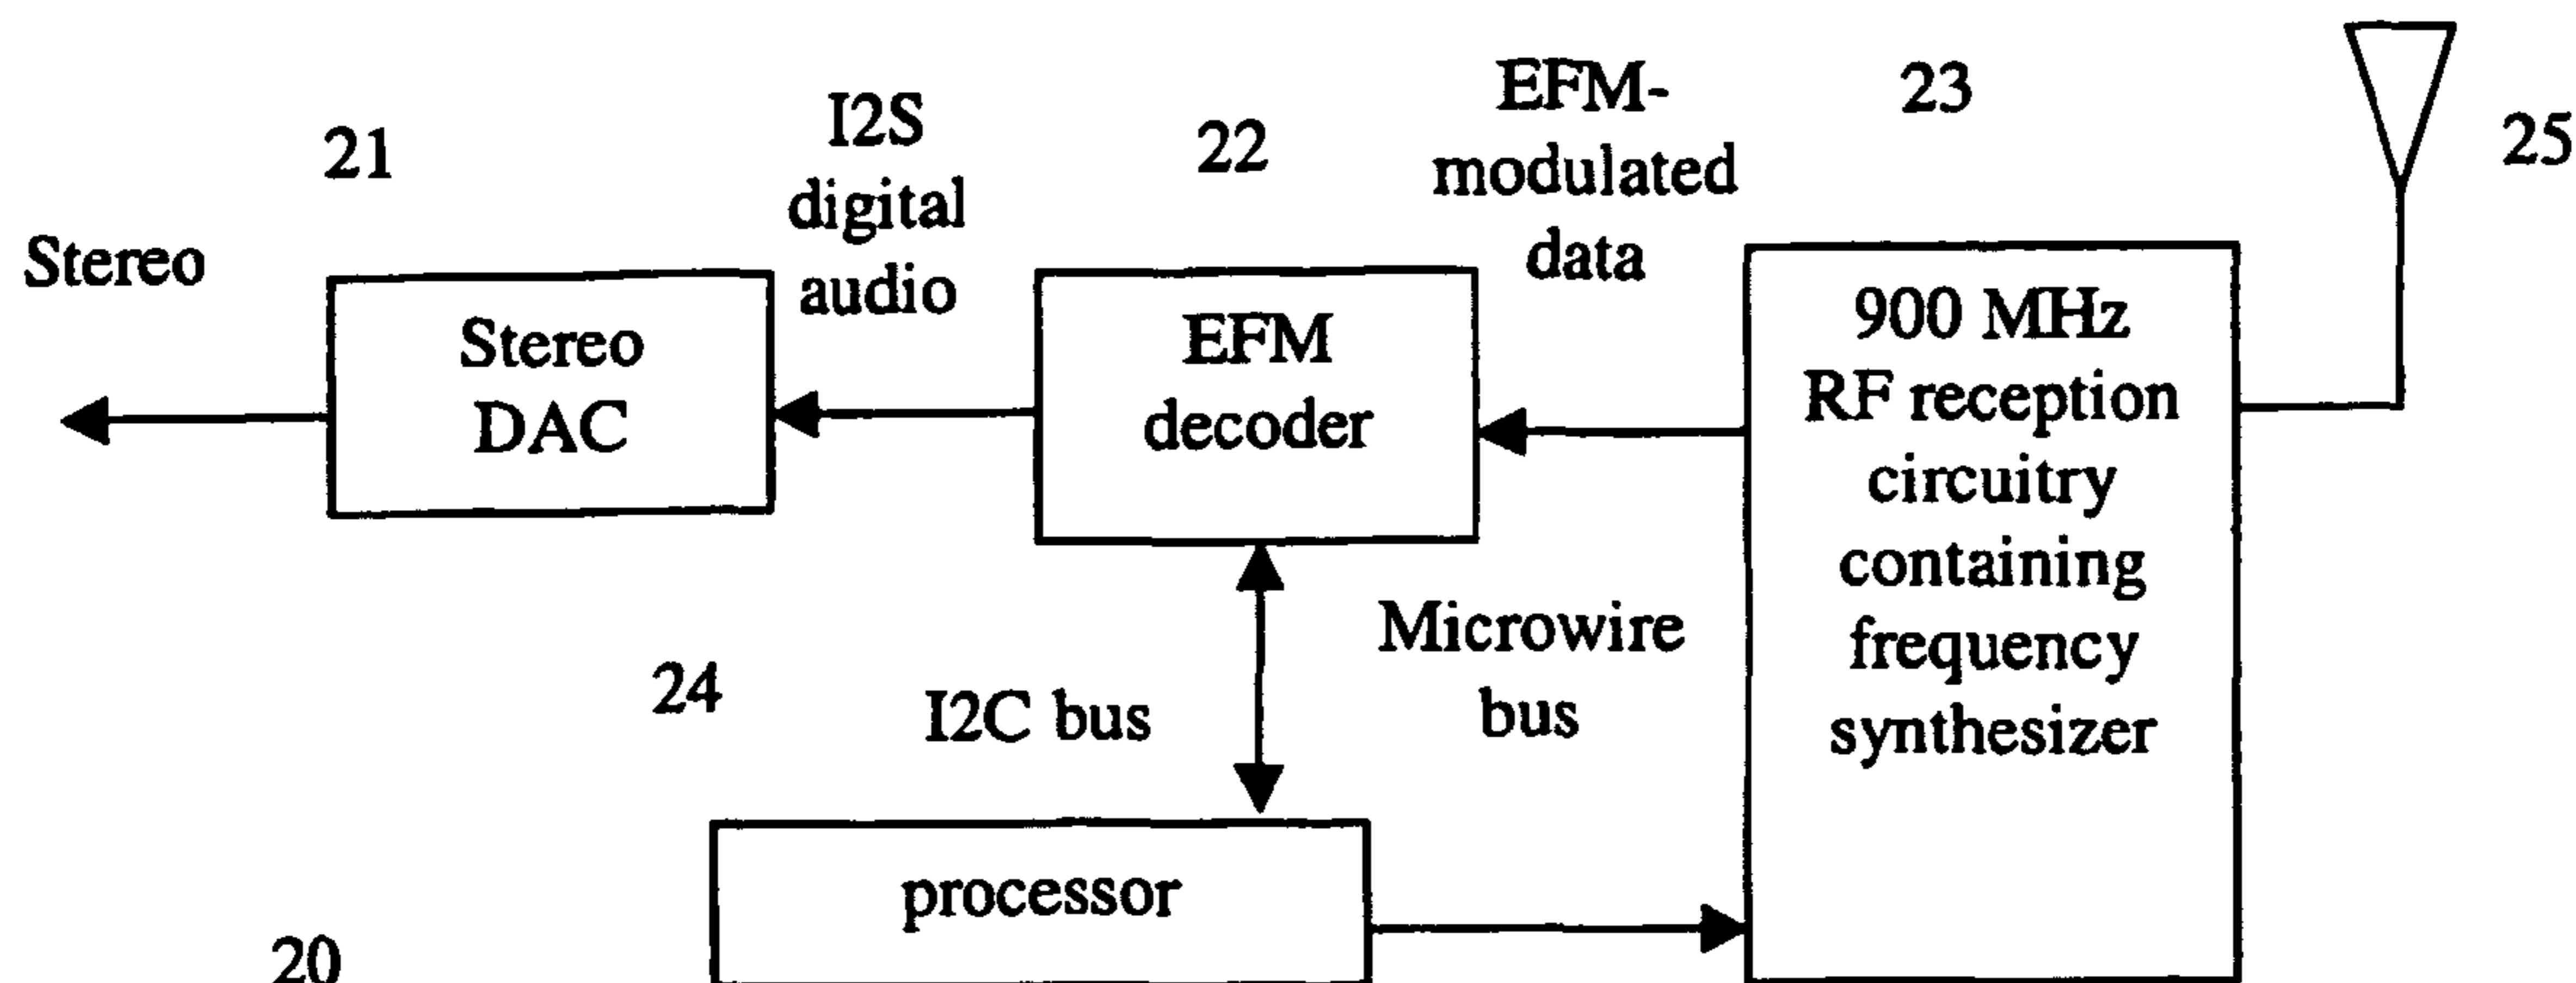 21
I2S
digital
audio
22
EFM-
modulated
data
23
25
Stereo
Stereo
DAC
EFM
decoder
900 MHz
RF reception
circuitry
containing
frequency
synthesizer
24
I2C bus
Microwire
bus
processor
20